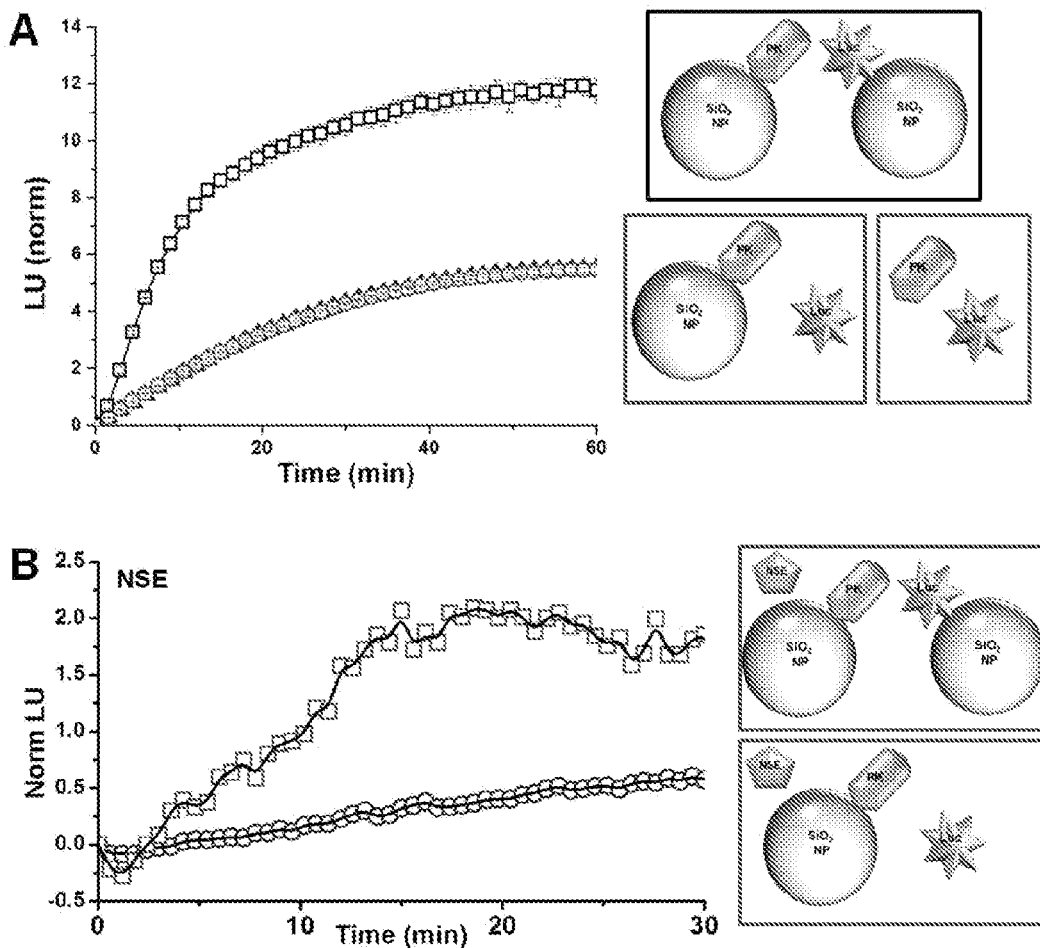 A
LU (norm)
14
12
10
8
6
4
2
0
0 20 40 60
Time (min)
PK Luc
SiO₂ NP SiO₂ NP
PK
SiO₂ NP Luc
PK
Luc
B
NSE
Norm LU
2.5
2.0
1.5
1.0
0.5
0.0
-0.5
0 10 20 30
Time (min)
NSE PK Luc
SiO₂ NP SiO₂ NP
NSE PK
SiO₂ NP Luc